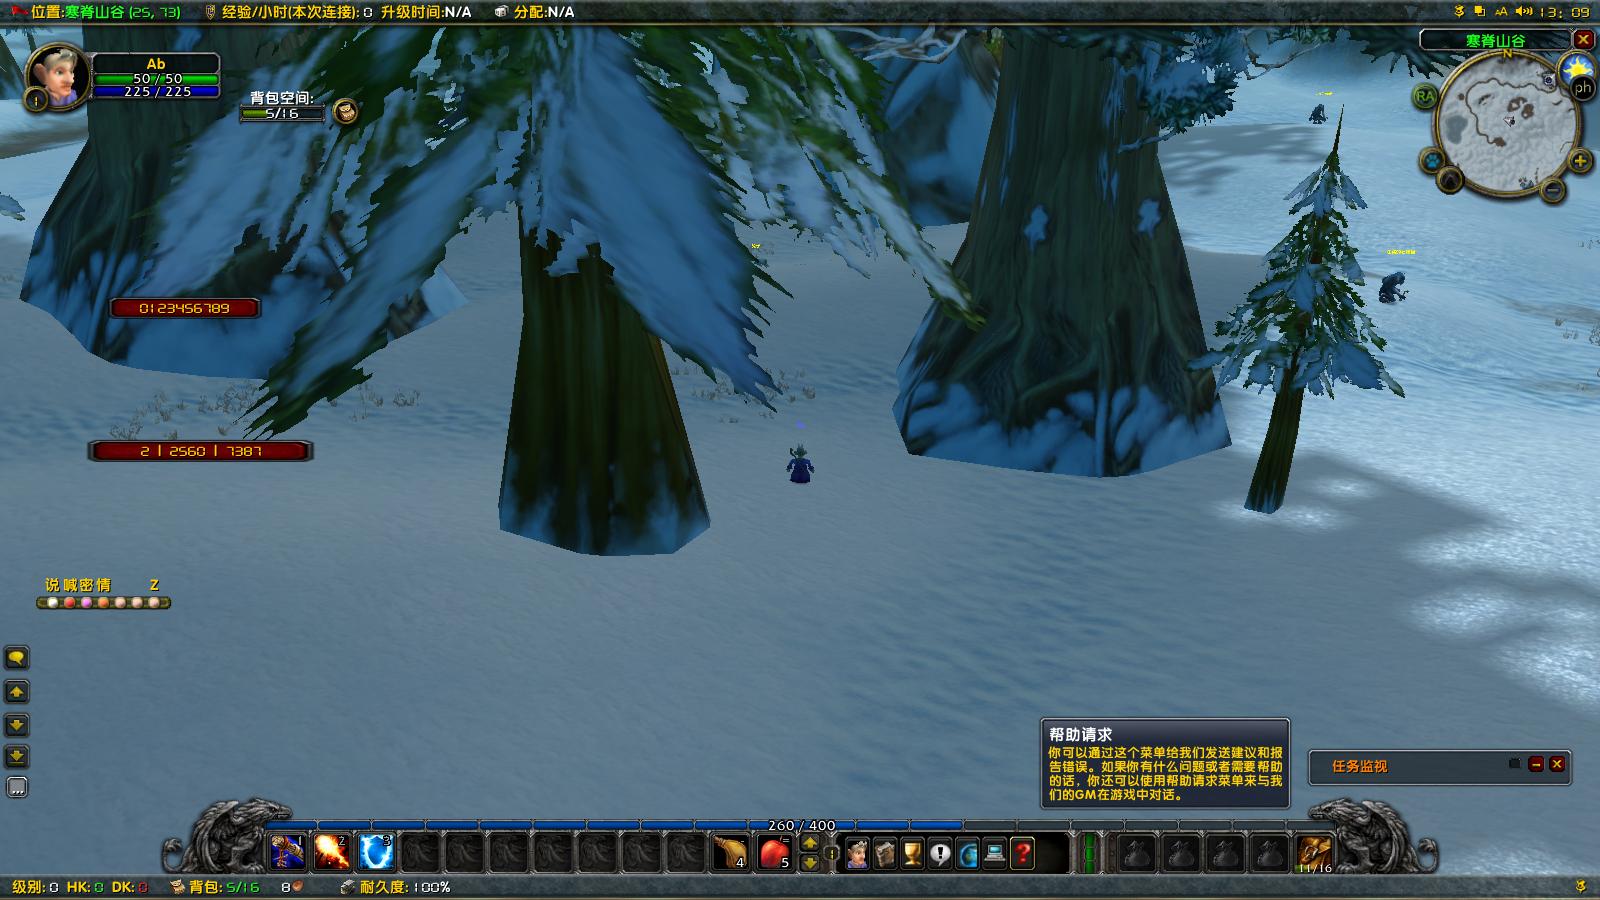 位置:寒脊山谷 (25, 73) 经验/小时(本次连接):0 升级时间:N/A 分配:N/A
13:09
寒脊山谷
N
Ab
50/50
225 / 225
1
背包空间:
5/16
RA
ph
0123456789
2 | 2560 | 7387
说 喊 密 情 Z
帮助请求
你可以通过这个菜单给我们发送建议和报
告错误。如果你有什么问题或者需要帮助
的话，你还可以使用帮助请求菜单来与我
们的GM在游戏中对话。
任务监视
260 / 400
1 2 3 4 5 1 11/16
级别:0 HK:0 DK:0 背包:5/16 8 耐久度:100%